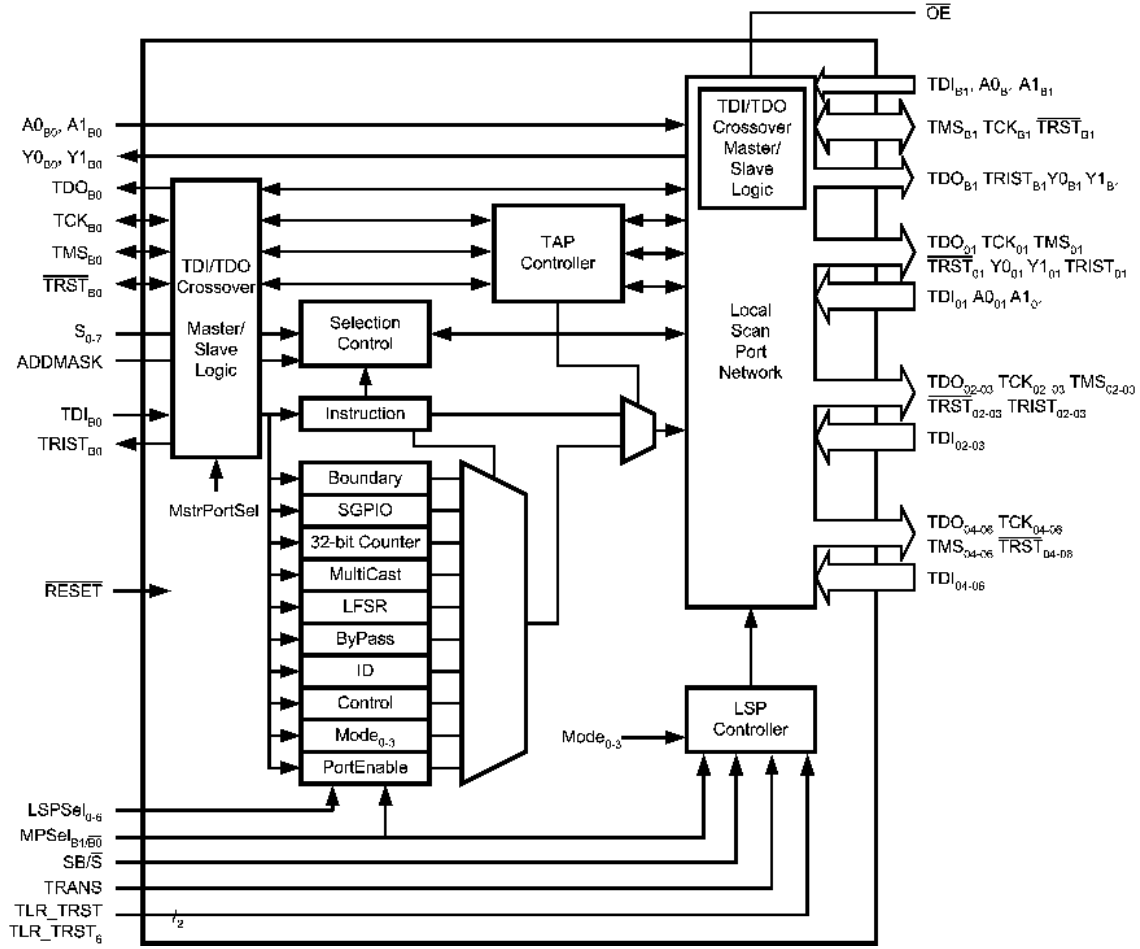 OE
A0B0, A1B0
Y0B0, Y1B0
TDOB0
TCKB0
TMSB0
TRSTB0
S0-7
ADDMASK
TDIB0
TRISTB0
TDI/TDO
Crossover
Master/
Slave
Logic
MstrPortSel
RESET
TAP
Controller
Selection
Control
Instruction
Boundary
SGPIO
32-bit Counter
MultiCast
LFSR
ByPass
ID
Control
Mode0-3
PortEnable
LSPSel0-6
MPSelB1/B0
SB/S
TRANS
TLR_TRST
TLR_TRST6
/2
TDI/TDO
Crossover
Master/
Slave
Logic
Local
Scan
Port
Network
Mode0-3
LSP
Controller
TDIB1, A0B1 A1B1
TMSB1 TCKB1 TRSTB1
TDOB1 TRISTB1 Y0B1 Y1B1
TDO01 TCK01 TMS01
TRST01 Y001 Y101 TRIST01
TDI01 A001 A101
TDO02-03 TCK02-03 TMS02-03
TRST02-03 TRIST02-03
TDI02-03
TDO04-06 TCK04-06
TMS04-06 TRST04-06
TDI04-06